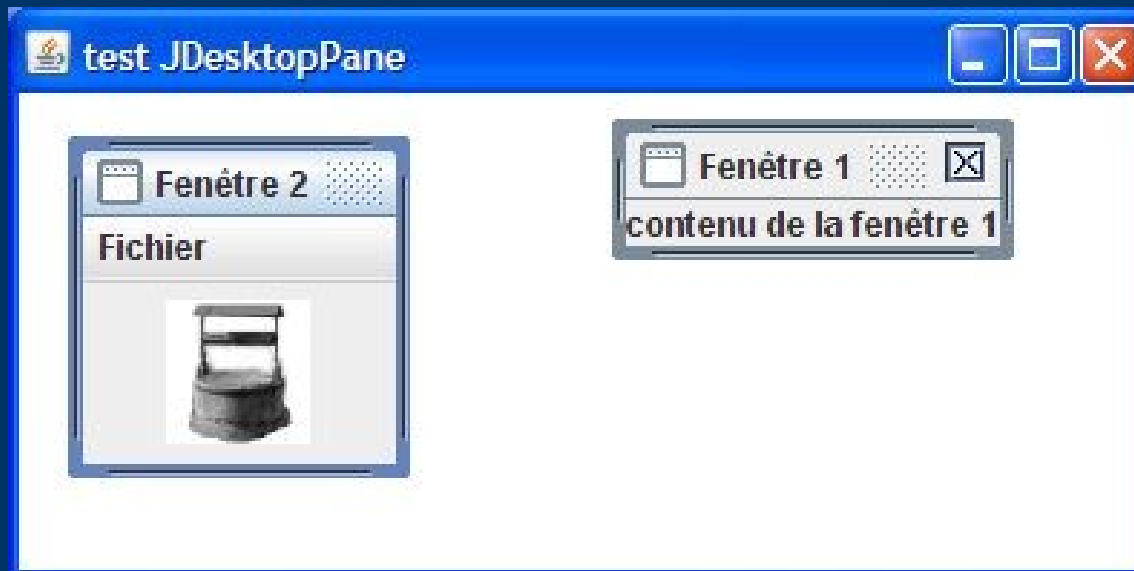 test JDesktopPane
Fenêtre 2
Fichier
Fenêtre 1
contenu de la fenêtre 1